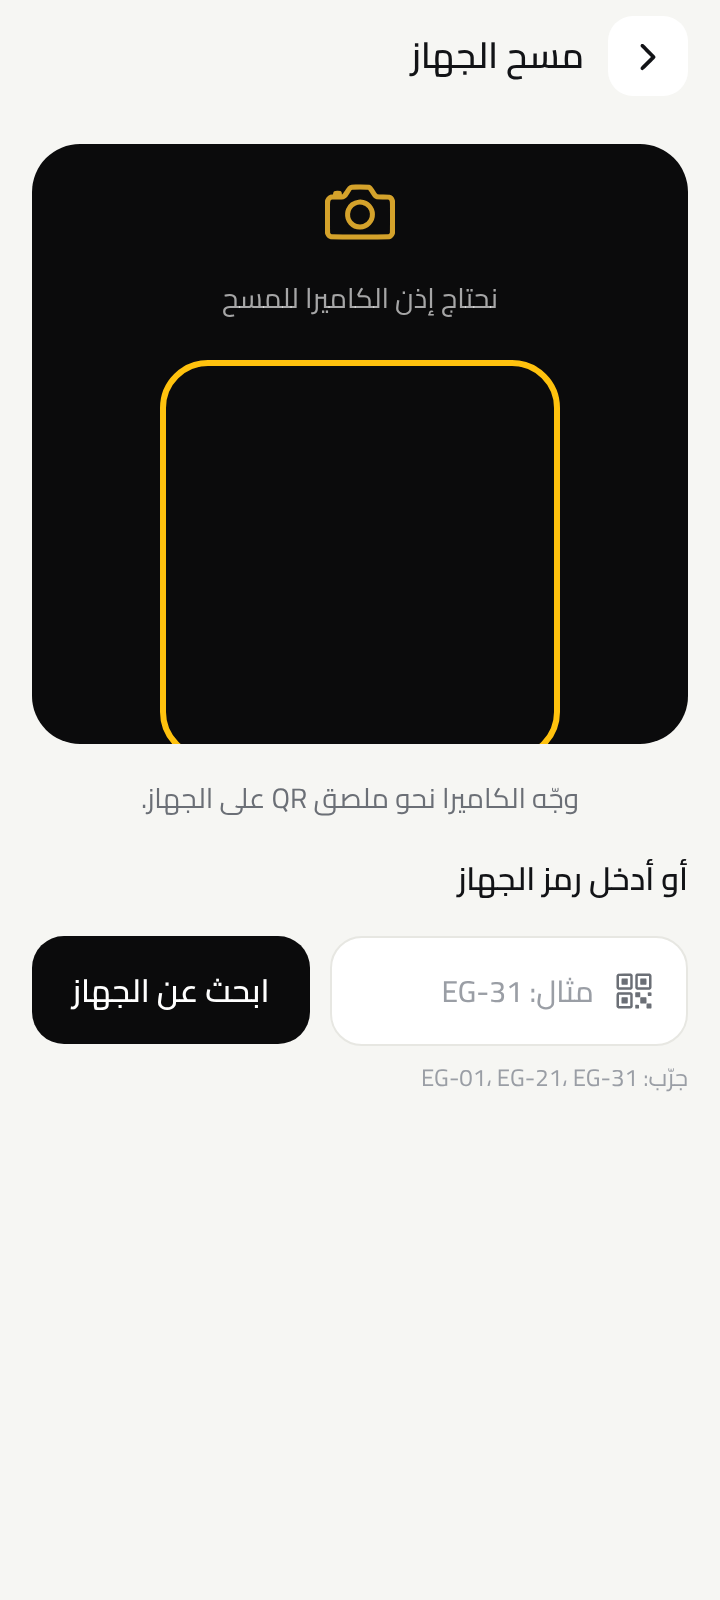 مسح الجهاز
نحتاج إذن الكاميرا للمسح
وجّه الكاميرا نحو ملصق QR على الجهاز.
أو أدخل رمز الجهاز
مثال: EG-31
ابحث عن الجهاز
جرّب: EG-01، EG-21، EG-31